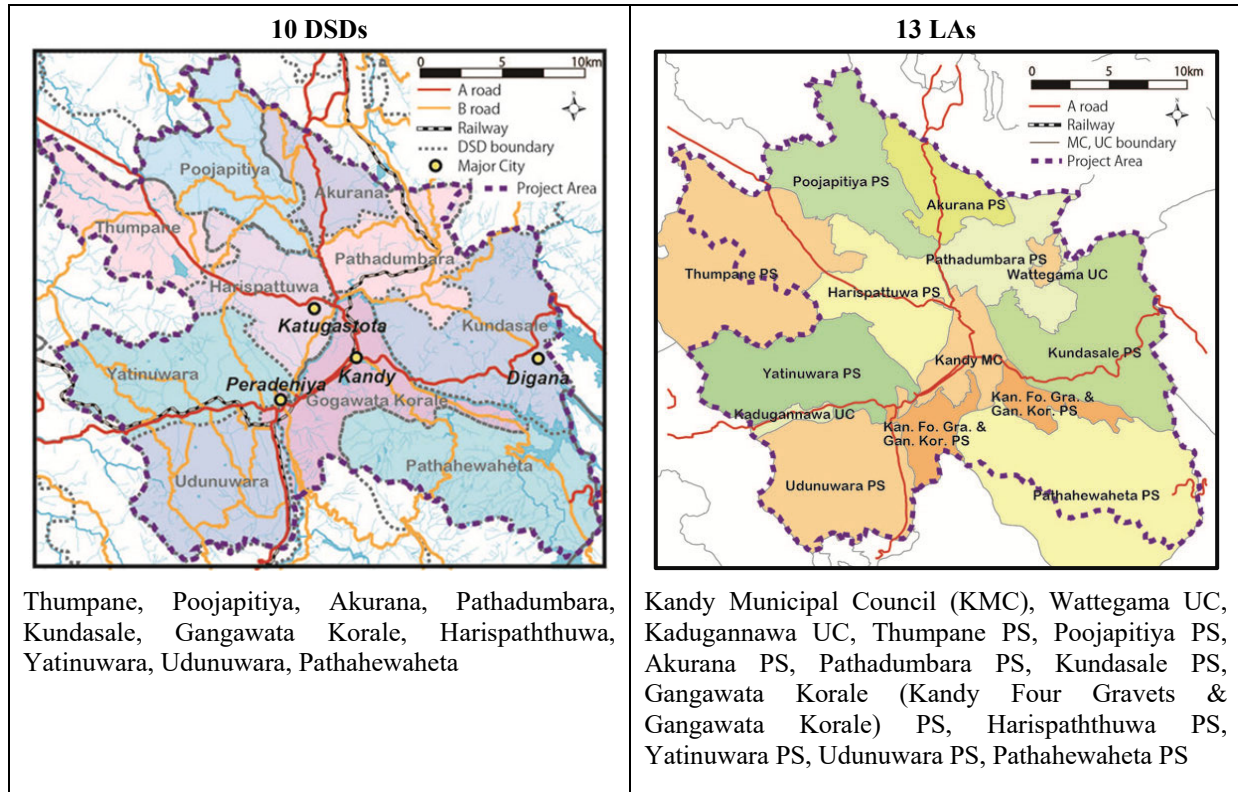 10 DSDs
0 5 10km
A road
B road
Railway
DSD boundary
Major City
Project Area
Poojapitiya
Akurana
Thumpane
Pathadumbara
Harispattuwa
Katugastota
Kundasale
Yatinuwara
Kandy
Digana
Peradeniya
Gogawata Korale
Pathahewaheta
Udunuwara
Thumpane, Poojapitiya, Akurana, Pathadumbara,
Kundasale, Gangawata Korale, Harispaththuwa,
Yatinuwara, Udunuwara, Pathahewaheta
13 LAs
0 5 10km
A road
Railway
MC, UC boundary
Project Area
Poojapitiya PS
Akurana PS
Pathadumbara PS
Wattegama UC
Thumpane PS
Harispattuwa PS
Kandy MC
Kundasale PS
Yatinuwara PS
Kan. Fo. Gra. &
Gan. Kor. PS
Kadugannawa UC
Kan. Fo. Gra. &
Gan. Kor. PS
Udunuwara PS
Pathahewaheta PS
Kandy Municipal Council (KMC), Wattegama UC,
Kadugannawa UC, Thumpane PS, Poojapitiya PS,
Akurana PS, Pathadumbara PS, Kundasale PS,
Gangawata Korale (Kandy Four Gravets &
Gangawata Korale) PS, Harispaththuwa PS,
Yatinuwara PS, Udunuwara PS, Pathahewaheta PS